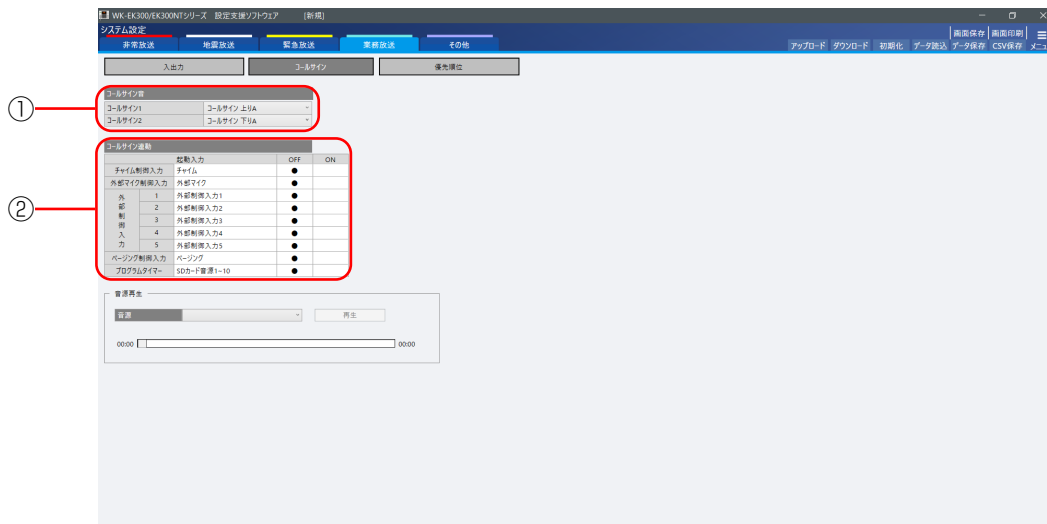 WK-EK300/EK300NTシリーズ 設定支援ソフトウェア [新規]
システム設定
画面保存 画面印刷
非常放送 地震放送 緊急放送 業務放送 その他
アップロード ダウンロード 初期化 データ読込 データ保存 CSV保存 メニュ
入出力 コールサイン 優先順位
①
コールサイン音
コールサイン1 コールサイン 上りA
コールサイン2 コールサイン 下りA
②
コールサイン連動
起動入力 OFF ON
チャイム制御入力 チャイム ●
外部マイク制御入力 外部マイク ●
外部制御入力
1 外部制御入力1 ●
2 外部制御入力2 ●
3 外部制御入力3 ●
4 外部制御入力4 ●
5 外部制御入力5 ●
ページング制御入力 ページング ●
プログラムタイマー SDカード音源1-10 ●
音源再生
音源 再生
00:00 00:00